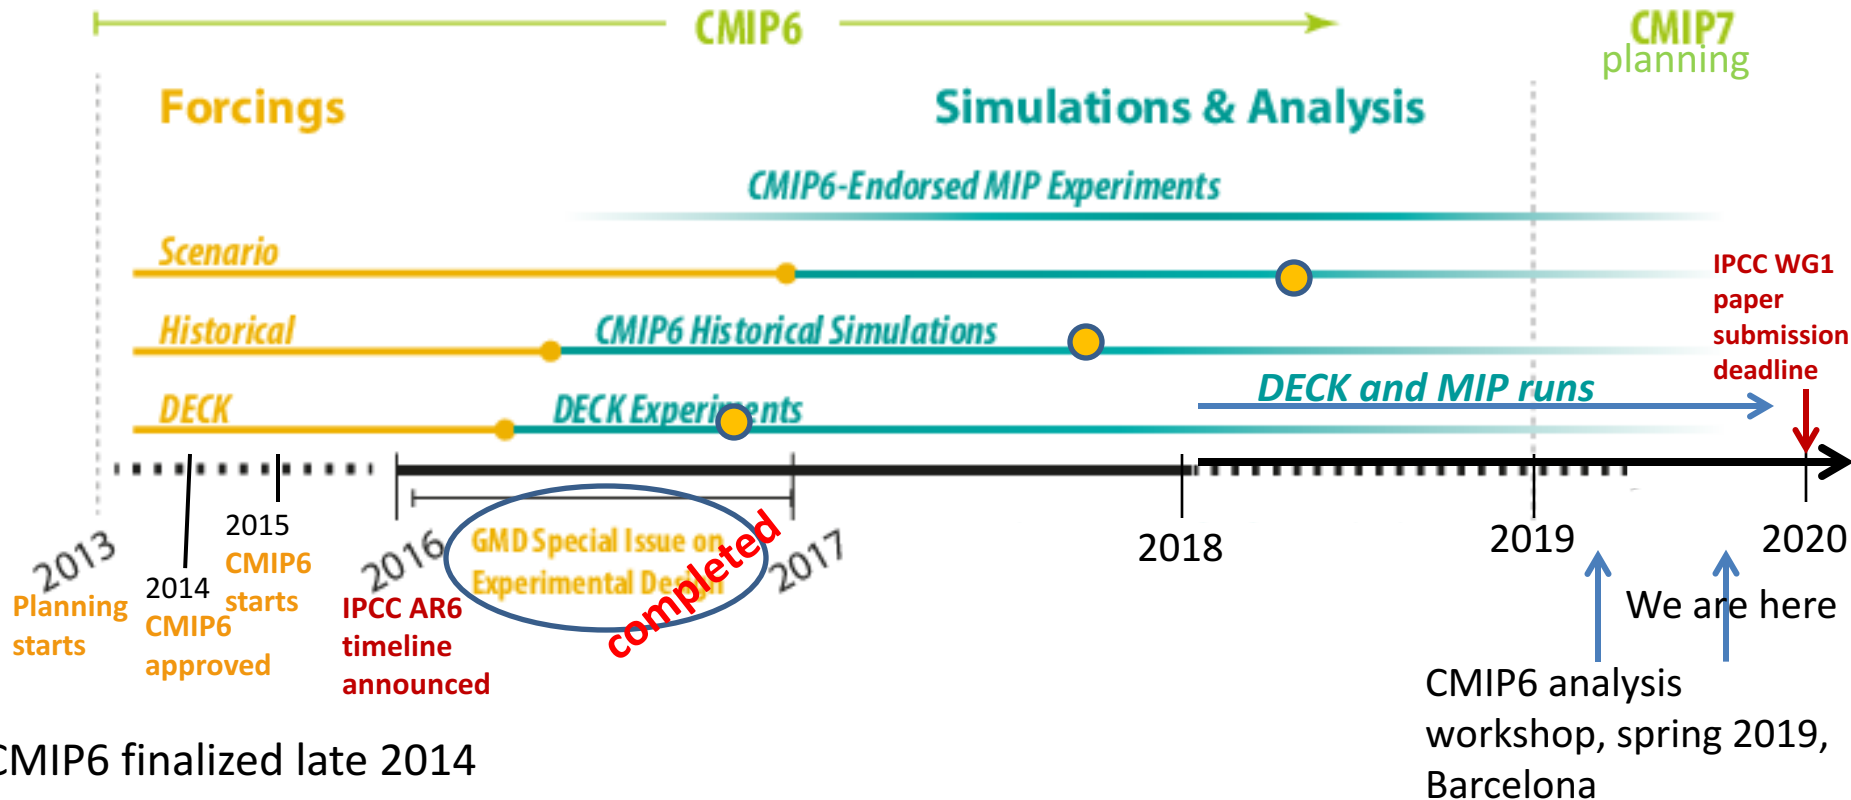 CMIP6
CMIP7
planning
Forcings
Simulations & Analysis
CMIP6-Endorsed MIP Experiments
Scenario
Historical
CMIP6 Historical Simulations
DECK
DECK Experiments
DECK and MIP runs
IPCC WG1
paper
submission
deadline
2013
Planning
starts
2014
CMIP6
approved
2015
CMIP6
starts
2016
IPCC AR6
timeline
announced
GMD Special Issue on
Experimental Design
completed
2017
2018
2019
2020
We are here
CMIP6 analysis
workshop, spring 2019,
Barcelona
CMIP6 finalized late 2014